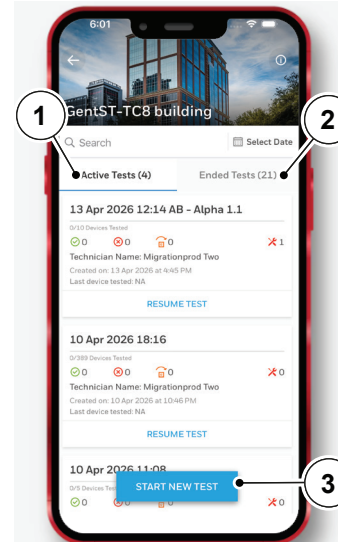 6:01
GentST-TC8 building
Search
Select Date
1
2
Active Tests (4)
Ended Tests (21)
13 Apr 2026 12:14 AB - Alpha 1.1
0/10 Devices Tested
0 0 0 1
Technician Name: Migrationprod Two
Created on: 13 Apr 2026 at 4:45 PM
Last device tested: NA
RESUME TEST
10 Apr 2026 18:16
0/389 Devices Tested
0 0 0 0
Technician Name: Migrationprod Two
Created on: 10 Apr 2026 at 10:46 PM
Last device tested: NA
RESUME TEST
10 Apr 2026 11:08
0/5 Devices
START NEW TEST
3
0 0 0 0